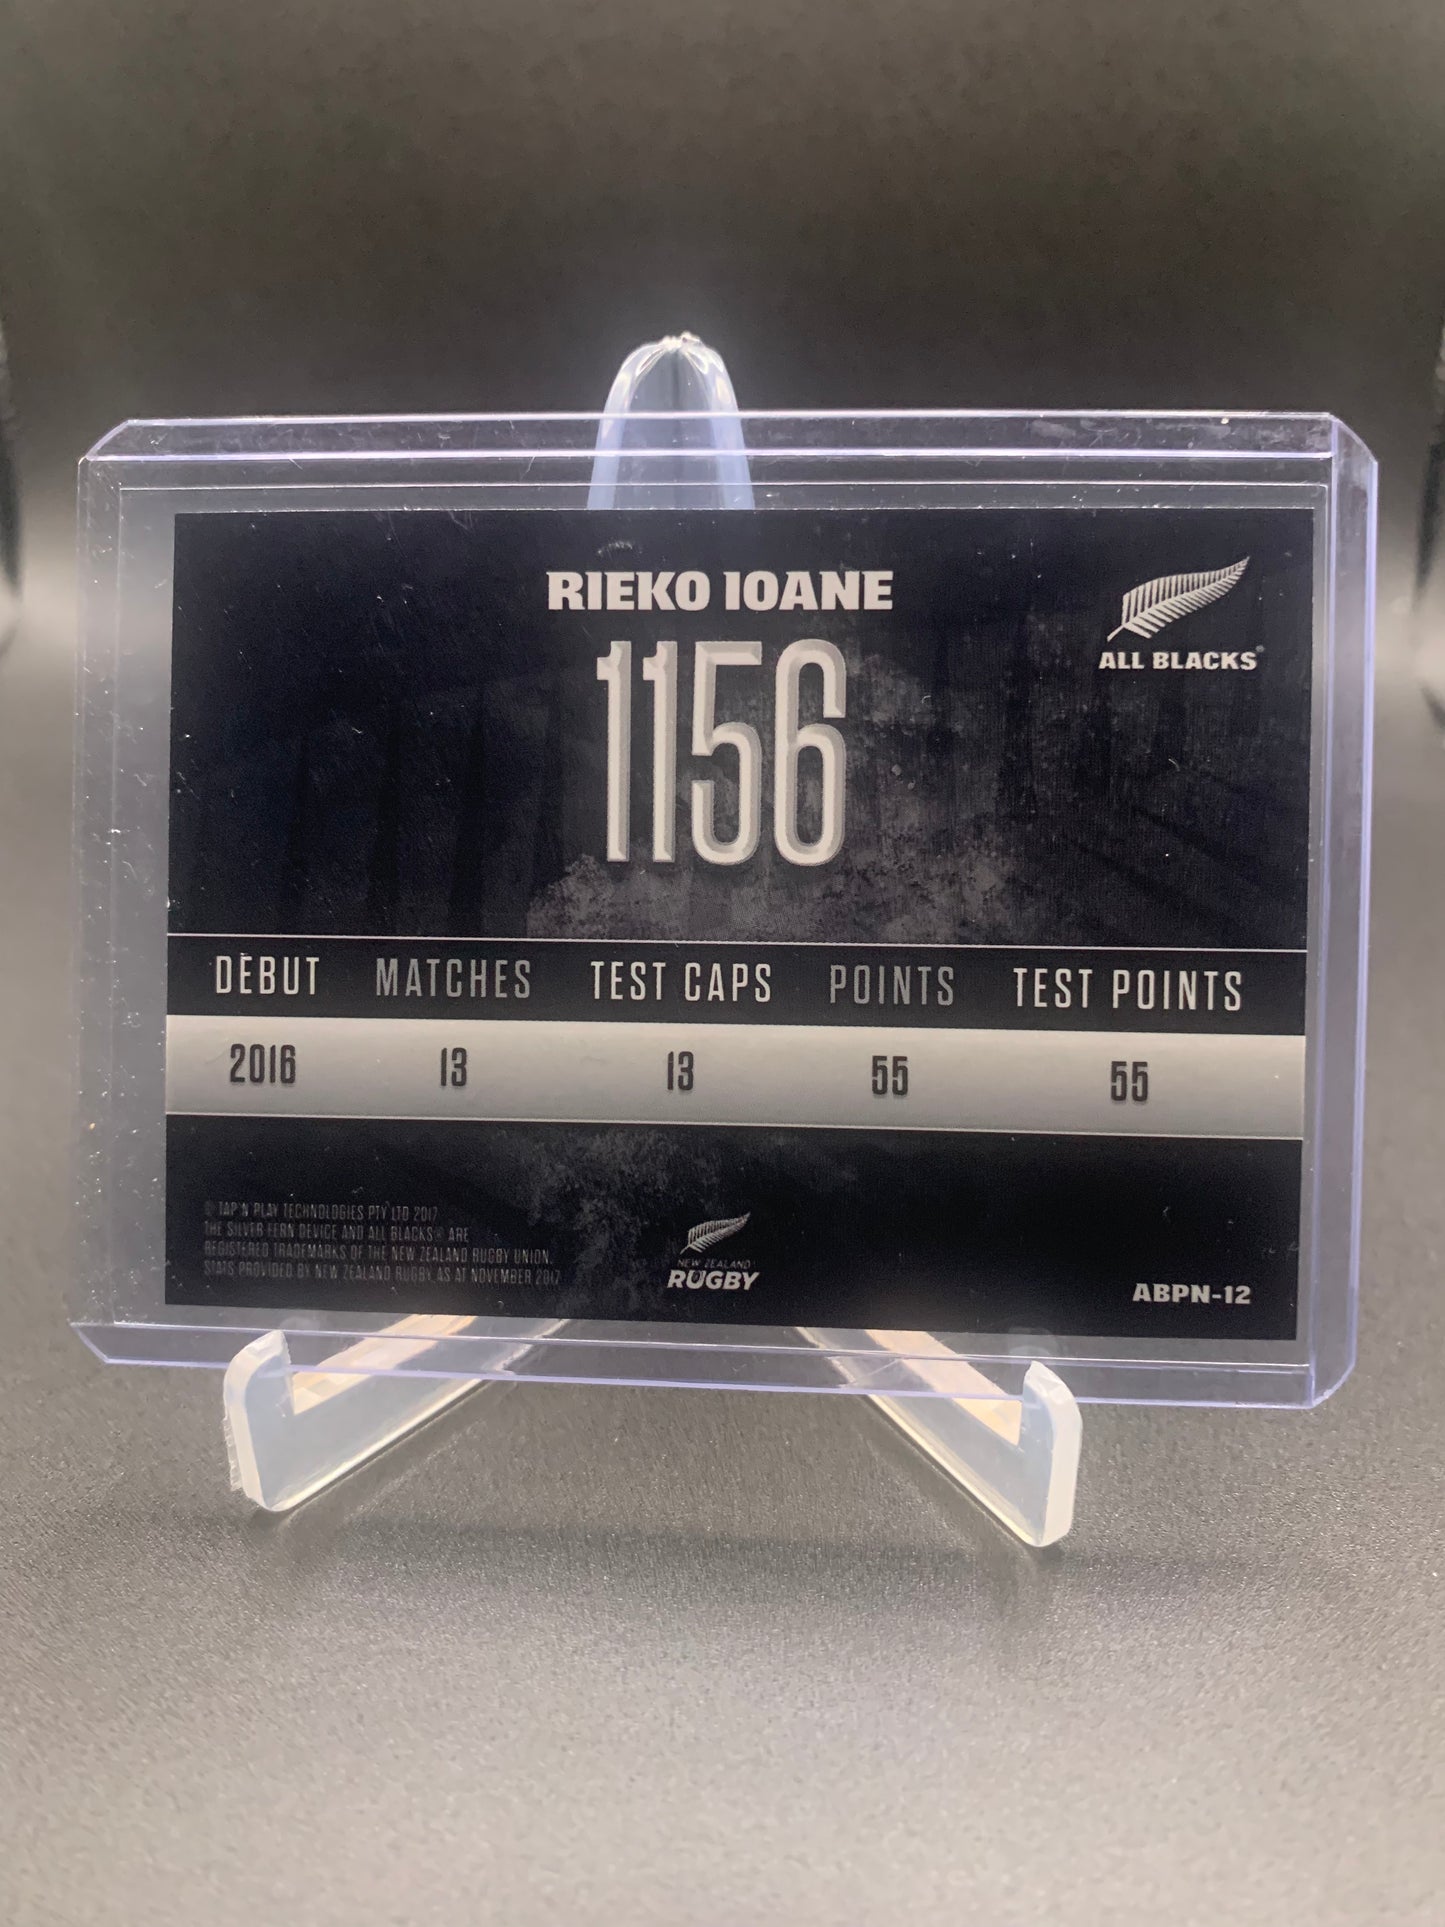 RIEKO IOANE
1156
ALL BLACKS®
DEBUT MATCHES TEST CAPS POINTS TEST POINTS
2016 13 13 55 55
© TAP'N'PLAY TECHNOLOGIES PTY LTD 2017
THE SILVER FERN DEVICE AND ALL BLACKS® ARE
REGISTERED TRADEMARKS OF THE NEW ZEALAND RUGBY UNION.
STATS PROVIDED BY NEW ZEALAND RUGBY AS AT NOVEMBER 2017
NEW ZEALAND
RUGBY
ABPN-12